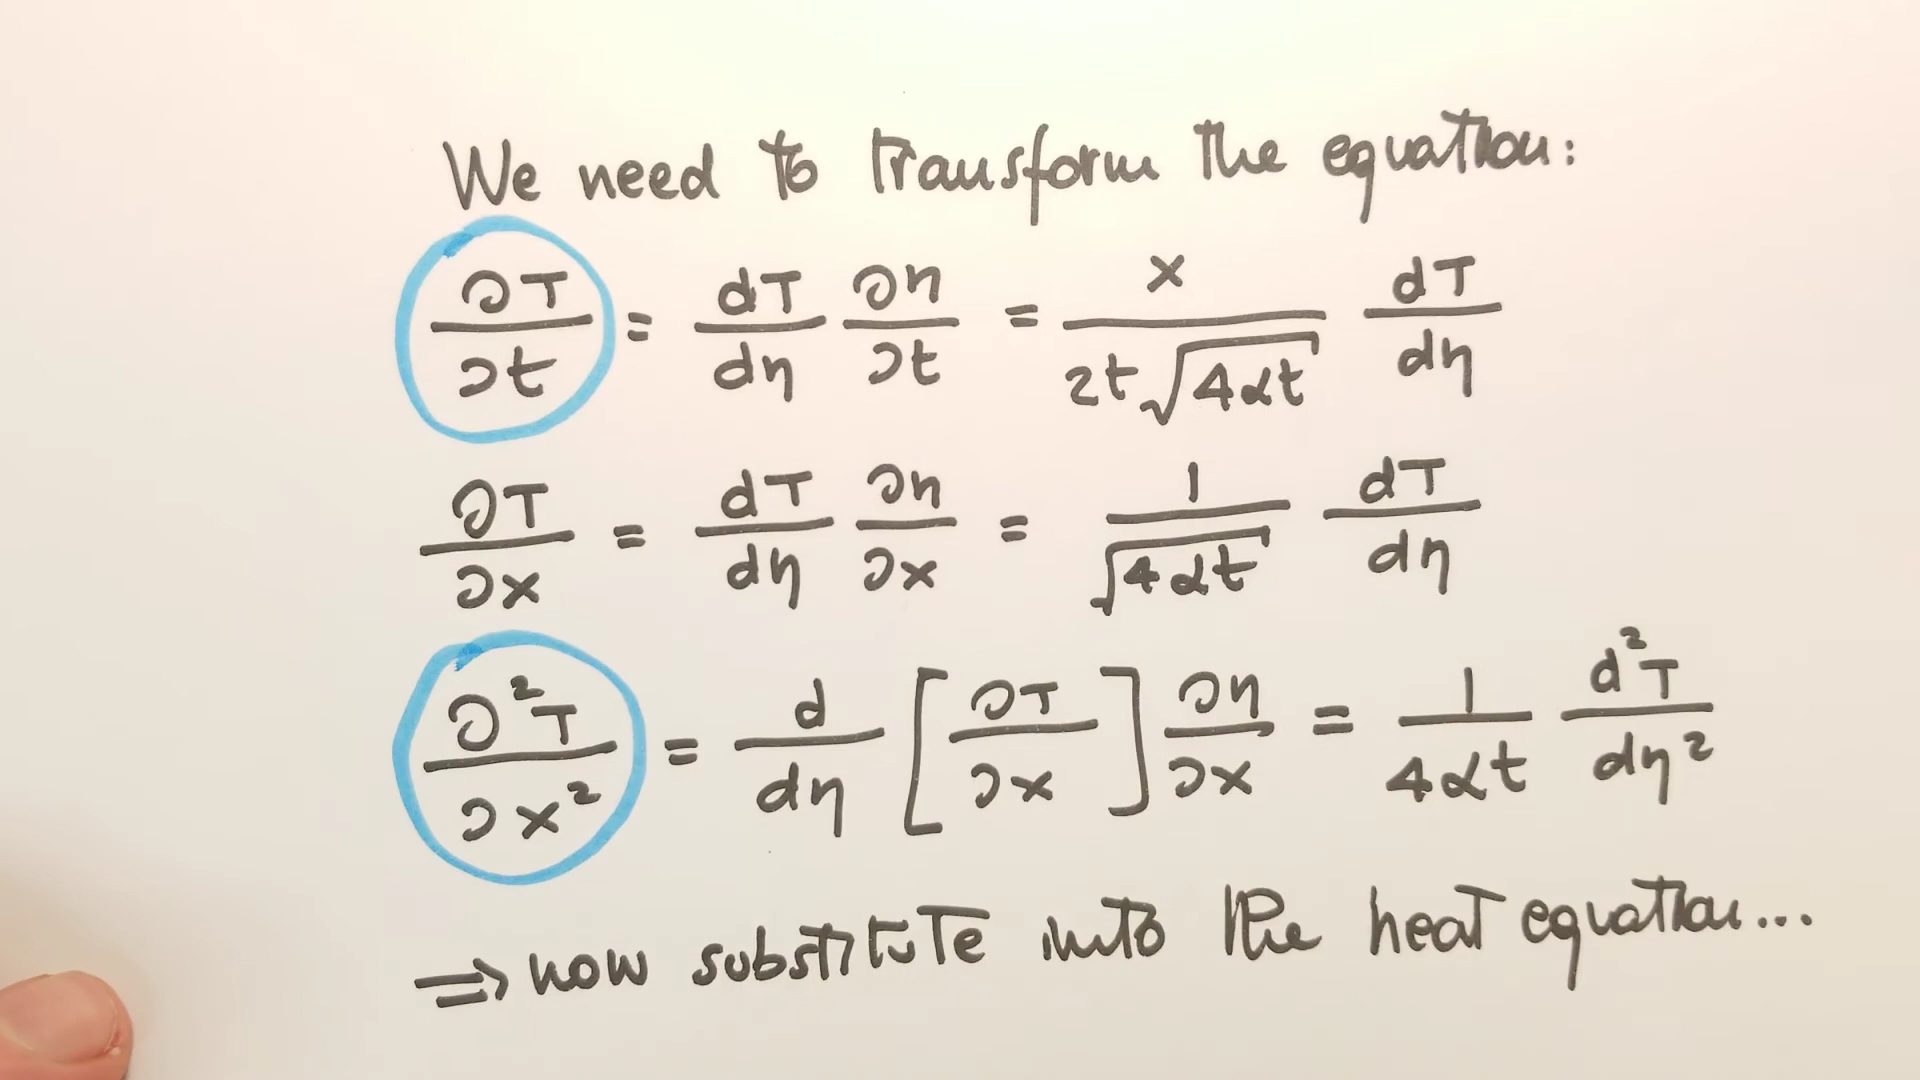 We need to transform the equation:
∂T/∂t = dT/dη ∂η/∂t = x/(2t√(4αt)) dT/dη
∂T/∂x = dT/dη ∂η/∂x = 1/√(4αt) dT/dη
∂²T/∂x² = d/dη [∂T/∂x] ∂η/∂x = 1/(4αt) d²T/dη²
⇒ now substitute into the heat equation...